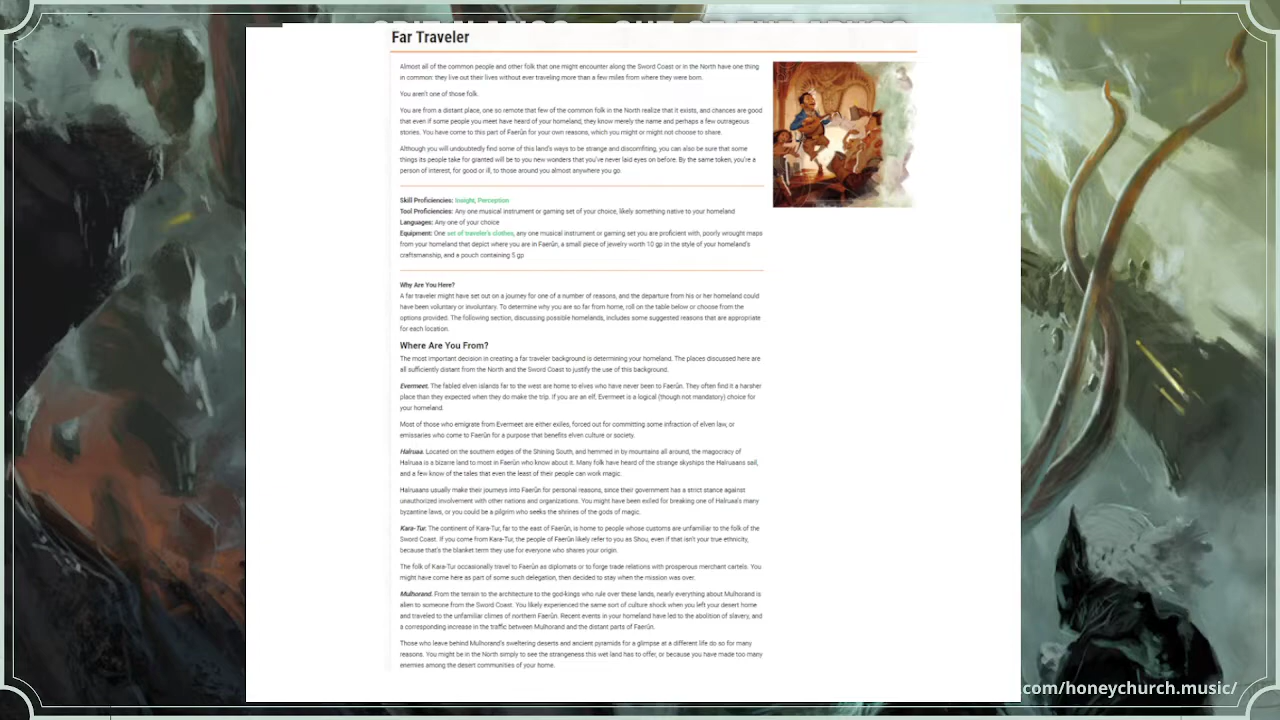 Far Traveler
Almost all of the common people and other folk that one might encounter along the Sword Coast or in the North have one thing
in common: they live out their lives without ever traveling more than a few miles from where they were born.
You aren't one of those folk.
You are from a distant place, one so remote that few of the common folk in the North realize that it exists, and chances are good
that even if some people you meet have heard of your homeland, they know merely the name and perhaps a few outrageous
stories. You have come to this part of Faerûn for your own reasons, which you might or might not choose to share.
Although you will undoubtedly find some of this land's ways to be strange and discomfiting, you can also be sure that some
things its people take for granted will be to you new wonders that you've never laid eyes on before. By the same token, you're a
person of interest, for good or ill, to those around you almost anywhere you go.
Skill Proficiencies: Insight, Perception
Tool Proficiencies: Any one musical instrument or gaming set of your choice, likely something native to your homeland
Languages: Any one of your choice
Equipment: One set of traveler's clothes, any one musical instrument or gaming set you are proficient with, poorly wrought maps
from your homeland that depict where you are in Faerûn, a small piece of jewelry worth 10 gp in the style of your homeland's
craftsmanship, and a pouch containing 5 gp
Why Are You Here?
A far traveler might have set out on a journey for one of a number of reasons, and the departure from his or her homeland could
have been voluntary or involuntary. To determine why you are so far from home, roll on the table below or choose from the
options provided. The following section, discussing possible homelands, includes some suggested reasons that are appropriate
for each location.
Where Are You From?
The most important decision in creating a far traveler background is determining your homeland. The places discussed here are
all sufficiently distant from the North and the Sword Coast to justify the use of this background.
Evermeet. The fabled elven islands far to the west are home to elves who have never been to Faerûn. They often find it a harsher
place than they expected when they do make the trip. If you are an elf, Evermeet is a logical (though not mandatory) choice for
your homeland.
Most of those who emigrate from Evermeet are either exiles, forced out for committing some infraction of elven law, or
emissaries who come to Faerûn for a purpose that benefits elven culture or society.
Halruaa. Located on the southern edges of the Shining South, and hemmed in by mountains all around, the magocracy of
Halruaa is a bizarre land to most in Faerûn who know about it. Many folk have heard of the strange skyships the Halruaans sail,
and a few know of the tales that even the least of their people can work magic.
Halruaans usually make their journeys into Faerûn for personal reasons, since their government has a strict stance against
unauthorized involvement with other nations and organizations. You might have been exiled for breaking one of Halruaa's many
byzantine laws, or you could be a pilgrim who seeks the shrines of the gods of magic.
Kara-Tur. The continent of Kara-Tur, far to the east of Faerûn, is home to people whose customs are unfamiliar to the folk of the
Sword Coast. If you come from Kara-Tur, the people of Faerûn likely refer to you as Shou, even if that isn't your true ethnicity,
because that's the blanket term they use for everyone who shares your origin.
The folk of Kara-Tur occasionally travel to Faerûn as diplomats or to forge trade relations with prosperous merchant cartels. You
might have come here as part of some such delegation, then decided to stay when the mission was over.
Mulhorand. From the terrain to the architecture to the god-kings who rule over these lands, nearly everything about Mulhorand is
alien to someone from the Sword Coast. You likely experienced the same sort of culture shock when you left your desert home
and traveled to the unfamiliar climes of northern Faerûn. Recent events in your homeland have led to the abolition of slavery, and
a corresponding increase in the traffic between Mulhorand and the distant parts of Faerûn.
Those who leave behind Mulhorand's sweltering deserts and ancient pyramids for a glimpse at a different life do so for many
reasons. You might be in the North simply to see the strangeness this wet land has to offer, or because you have made too many
enemies among the desert communities of your home.
com/honeychurch.music/